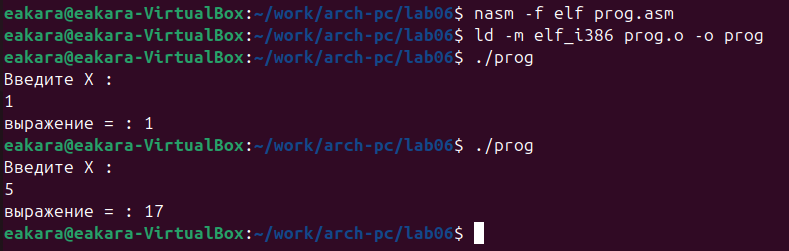 eakara@eakara-VirtualBox:~/work/arch-pc/lab06$ nasm -f elf prog.asm
eakara@eakara-VirtualBox:~/work/arch-pc/lab06$ ld -m elf_i386 prog.o -o prog
eakara@eakara-VirtualBox:~/work/arch-pc/lab06$ ./prog
Введите X :
1
выражение = : 1
eakara@eakara-VirtualBox:~/work/arch-pc/lab06$ ./prog
Введите X :
5
выражение = : 17
eakara@eakara-VirtualBox:~/work/arch-pc/lab06$